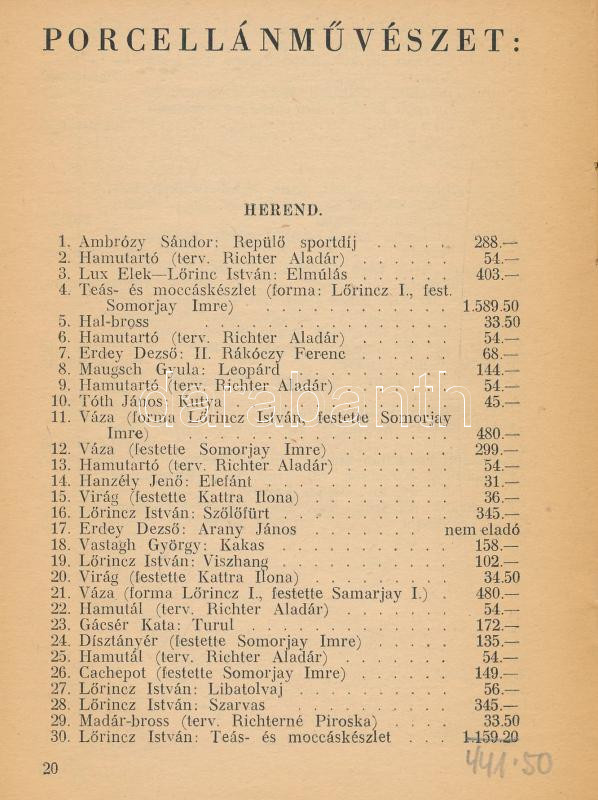 PORCELLÁNMŰVÉSZET:
HEREND.
1. Ambrózy Sándor: Repülő sportdíj . . . . . 288.—
2. Hamutartó (terv. Richter Aladár) . . . . . . 54.—
3. Lux Elek—Lőrinc István: Elmúlás . . . . . . 403.—
4. Teás- és moccáskészlet (forma: Lőrincz I., fest.
Somorjay Imre) . . . . . . . . . . 1.589.50
5. Hal-bross . . . . . . . . . . . . . 33.50
6. Hamutartó (terv. Richter Aladár) . . . . . . 54.—
7. Erdey Dezső: II. Rákóczy Ferenc . . . . . . 68.—
8. Maugsch Gyula: Leopárd . . . . . . . . 144.—
9. Hamutartó (terv. Richter Aladár) . . . . . . 54.—
10. Tóth János: Kutya . . . . . . . . . . 45.—
11. Váza (forma Lőrincz István, festette Somorjay
Imre) . . . . . . . . . . . . . 480.—
12. Váza (festette Somorjay Imre) . . . . . . . 299.—
13. Hamutartó (terv. Richter Aladár) . . . . . . 54.—
14. Hanzély Jenő: Elefánt . . . . . . . . . 31.—
15. Virág (festette Kattra Ilona) . . . . . . . . 36.—
16. Lőrincz István: Szőlőfürt . . . . . . . . . 345.—
17. Erdey Dezső: Arany János . . . . . . . nem eladó
18. Vastagh György: Kakas . . . . . . . . . 158.—
19. Lőrincz István: Viszhang . . . . . . . . . 102.—
20. Virág (festette Kattra Ilona) . . . . . . . . 34.50
21. Váza (forma Lőrincz I., festette Samarjay I.) . 480.—
22. Hamutál (terv. Richter Aladár) . . . . . . . 54.—
23. Gácsér Kata: Turul . . . . . . . . . . 172.—
24. Dísztányér (festette Somorjay Imre) . . . . . 135.—
25. Hamutál (terv. Richter Aladár) . . . . . . . 54.—
26. Cachepot (festette Somorjay Imre) . . . . . . 149.—
27. Lőrincz István: Libatolvaj . . . . . . . . 56.—
28. Lőrincz István: Szarvas . . . . . . . . . 345.—
29. Madár-bross (terv. Richterné Piroska) . . . . 33.50
30. Lőrincz István: Teás- és moccáskészlet . . . 1.159.20
441.50
20
darabanth